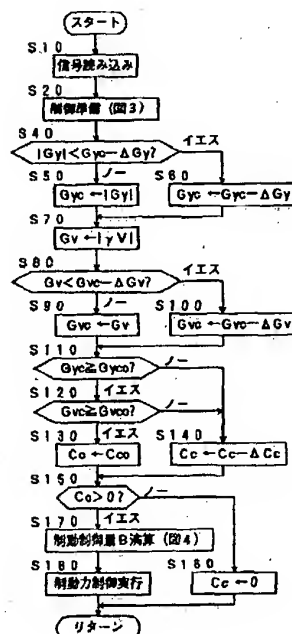 スタート
S10
信号読み込み
S20
制御準備 (図3)
S40
|Gy|<Gyc−ΔGy?
イエス
S50
ノー
S60
Gyc←|Gy|
Gyc←Gyc−ΔGy
S70
Gv←|γV|
S80
Gv<Gvc−ΔGv?
イエス
S90
ノー
S100
Gvc←Gv
Gvc←Gvc−ΔGv
S110
Gyc≧Gyco?
ノー
S120
イエス
Gvc≧Gvco?
ノー
S130
イエス
S140
Cc←Cco
Cc←Cc−ΔCc
S150
Cc>0?
ノー
S170
イエス
制動制御量B演算 (図4)
S180
S160
制動力制御実行
Cc←0
リターン